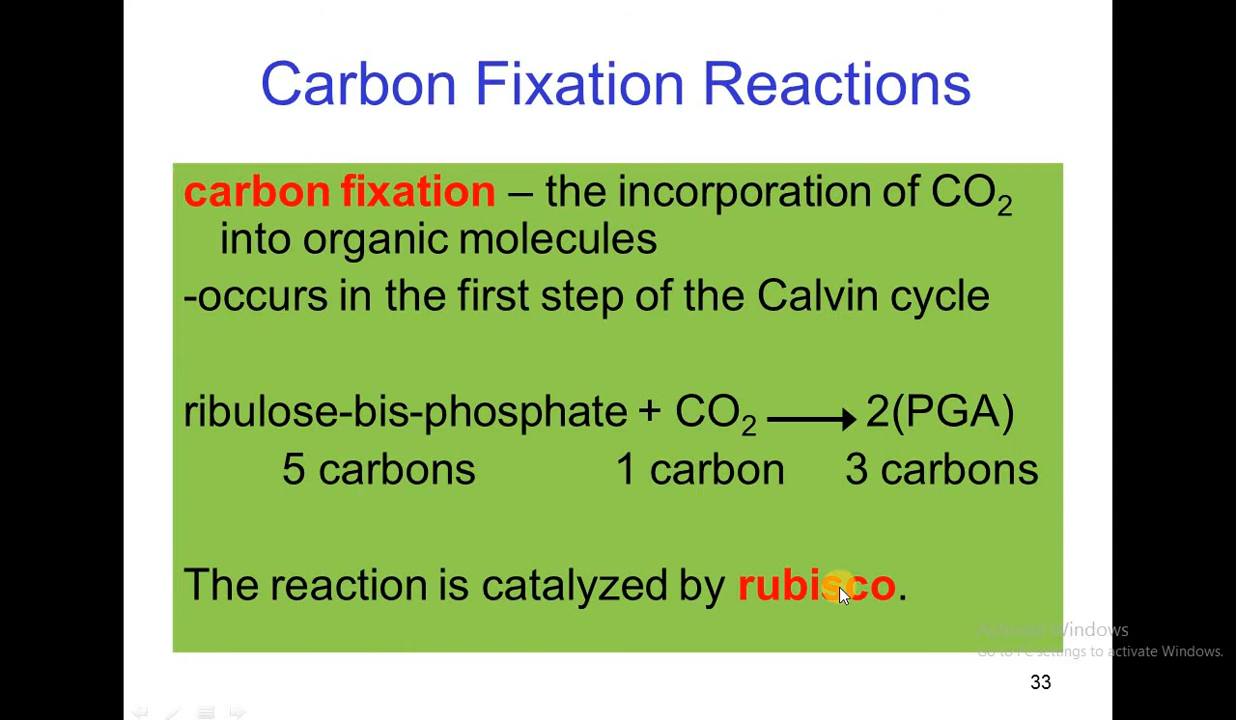 Carbon Fixation Reactions
carbon fixation – the incorporation of CO₂
into organic molecules
-occurs in the first step of the Calvin cycle
ribulose-bis-phosphate + CO₂ ⟶ 2(PGA)
5 carbons 1 carbon 3 carbons
The reaction is catalyzed by rubisco.
Activate Windows
Go to PC settings to activate Windows.
33